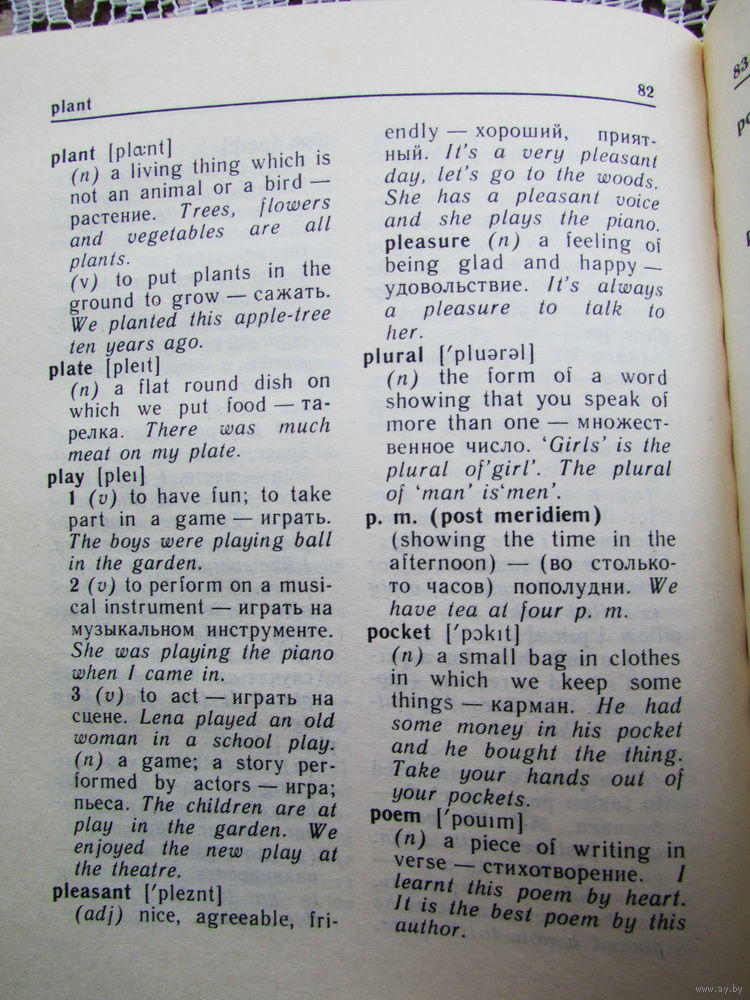 plant
82
plant [plɑ:nt]
(n) a living thing which is
not an animal or a bird —
растение. Trees, flowers
and vegetables are all
plants.
(v) to put plants in the
ground to grow — сажать.
We planted this apple-tree
ten years ago.
plate [pleɪt]
(n) a flat round dish on
which we put food — та-
релка. There was much
meat on my plate.
play [pleɪ]
1 (v) to have fun; to take
part in a game — играть.
The boys were playing ball
in the garden.
2 (v) to perform on a musi-
cal instrument — играть на
музыкальном инструменте.
She was playing the piano
when I came in.
3 (v) to act — играть на
сцене. Lena played an old
woman in a school play.
(n) a game; a story per-
formed by actors — игра;
пьеса. The children are at
play in the garden. We
enjoyed the new play at
the theatre.
pleasant ['pleznt]
(adj) nice, agreeable, fri-
endly — хороший, прият-
ный. It's a very pleasant
day, let's go to the woods.
She has a pleasant voice
and she plays the piano.
pleasure (n) a feeling of
being glad and happy —
удовольствие. It's always
a pleasure to talk to
her.
plural ['pluərəl]
(n) the form of a word
showing that you speak of
more than one — множест-
венное число. 'Girls' is the
plural of 'girl'. The plural
of 'man' is 'men'.
p. m. (post meridiem)
(showing the time in the
afternoon) — (во столько-
то часов) пополудни. We
have tea at four p. m.
pocket ['pɔkɪt]
(n) a small bag in clothes
in which we keep some
things — карман. He had
some money in his pocket
and he bought the thing.
Take your hands out of
your pockets.
poem ['pouɪm]
(n) a piece of writing in
verse — стихотворение. I
learnt this poem by heart.
It is the best poem by this
author.
83
po
www.ay.by